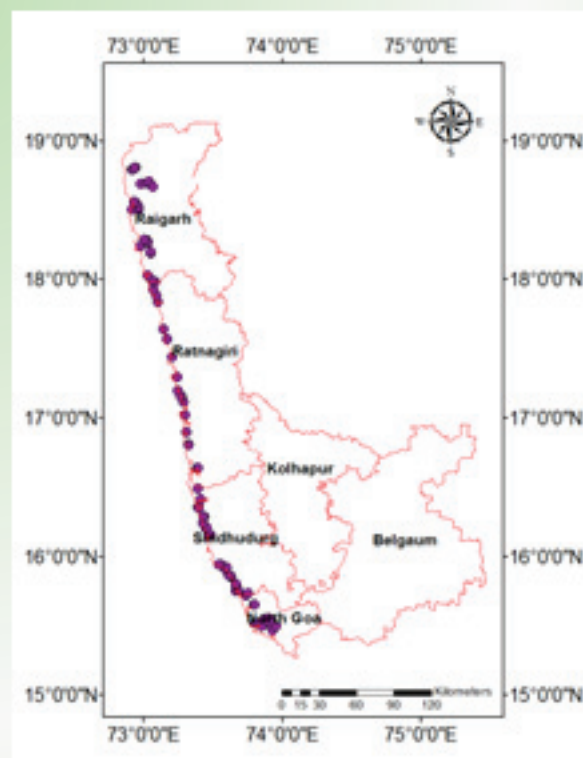 73°0'0"E 74°0'0"E 75°0'0"E
N
W E
S
19°0'0"N 19°0'0"N
Raigarh
18°0'0"N 18°0'0"N
Ratnagiri
17°0'0"N 17°0'0"N
Kolhapur
Sindhudurg Belgaum
16°0'0"N 16°0'0"N
North Goa
Kilometers
0 15 30 60 90 120
15°0'0"N 15°0'0"N
73°0'0"E 74°0'0"E 75°0'0"E